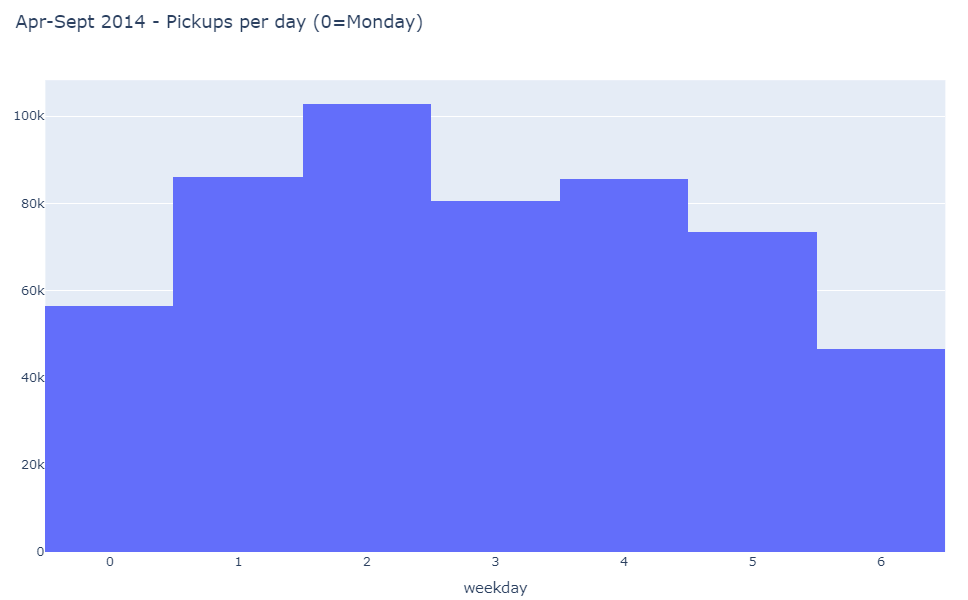 Apr-Sept 2014 - Pickups per day (0=Monday)
100k
80k
60k
40k
20k
0
0 1 2 3 4 5 6
weekday